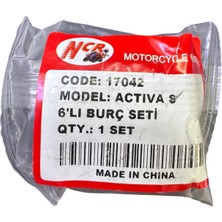 NCR
MOTORCYCLE
CODE: 17042
MODEL: ACTIVA S
6'LI BURÇ SETİ
QTY.: 1 SET
MADE IN CHINA